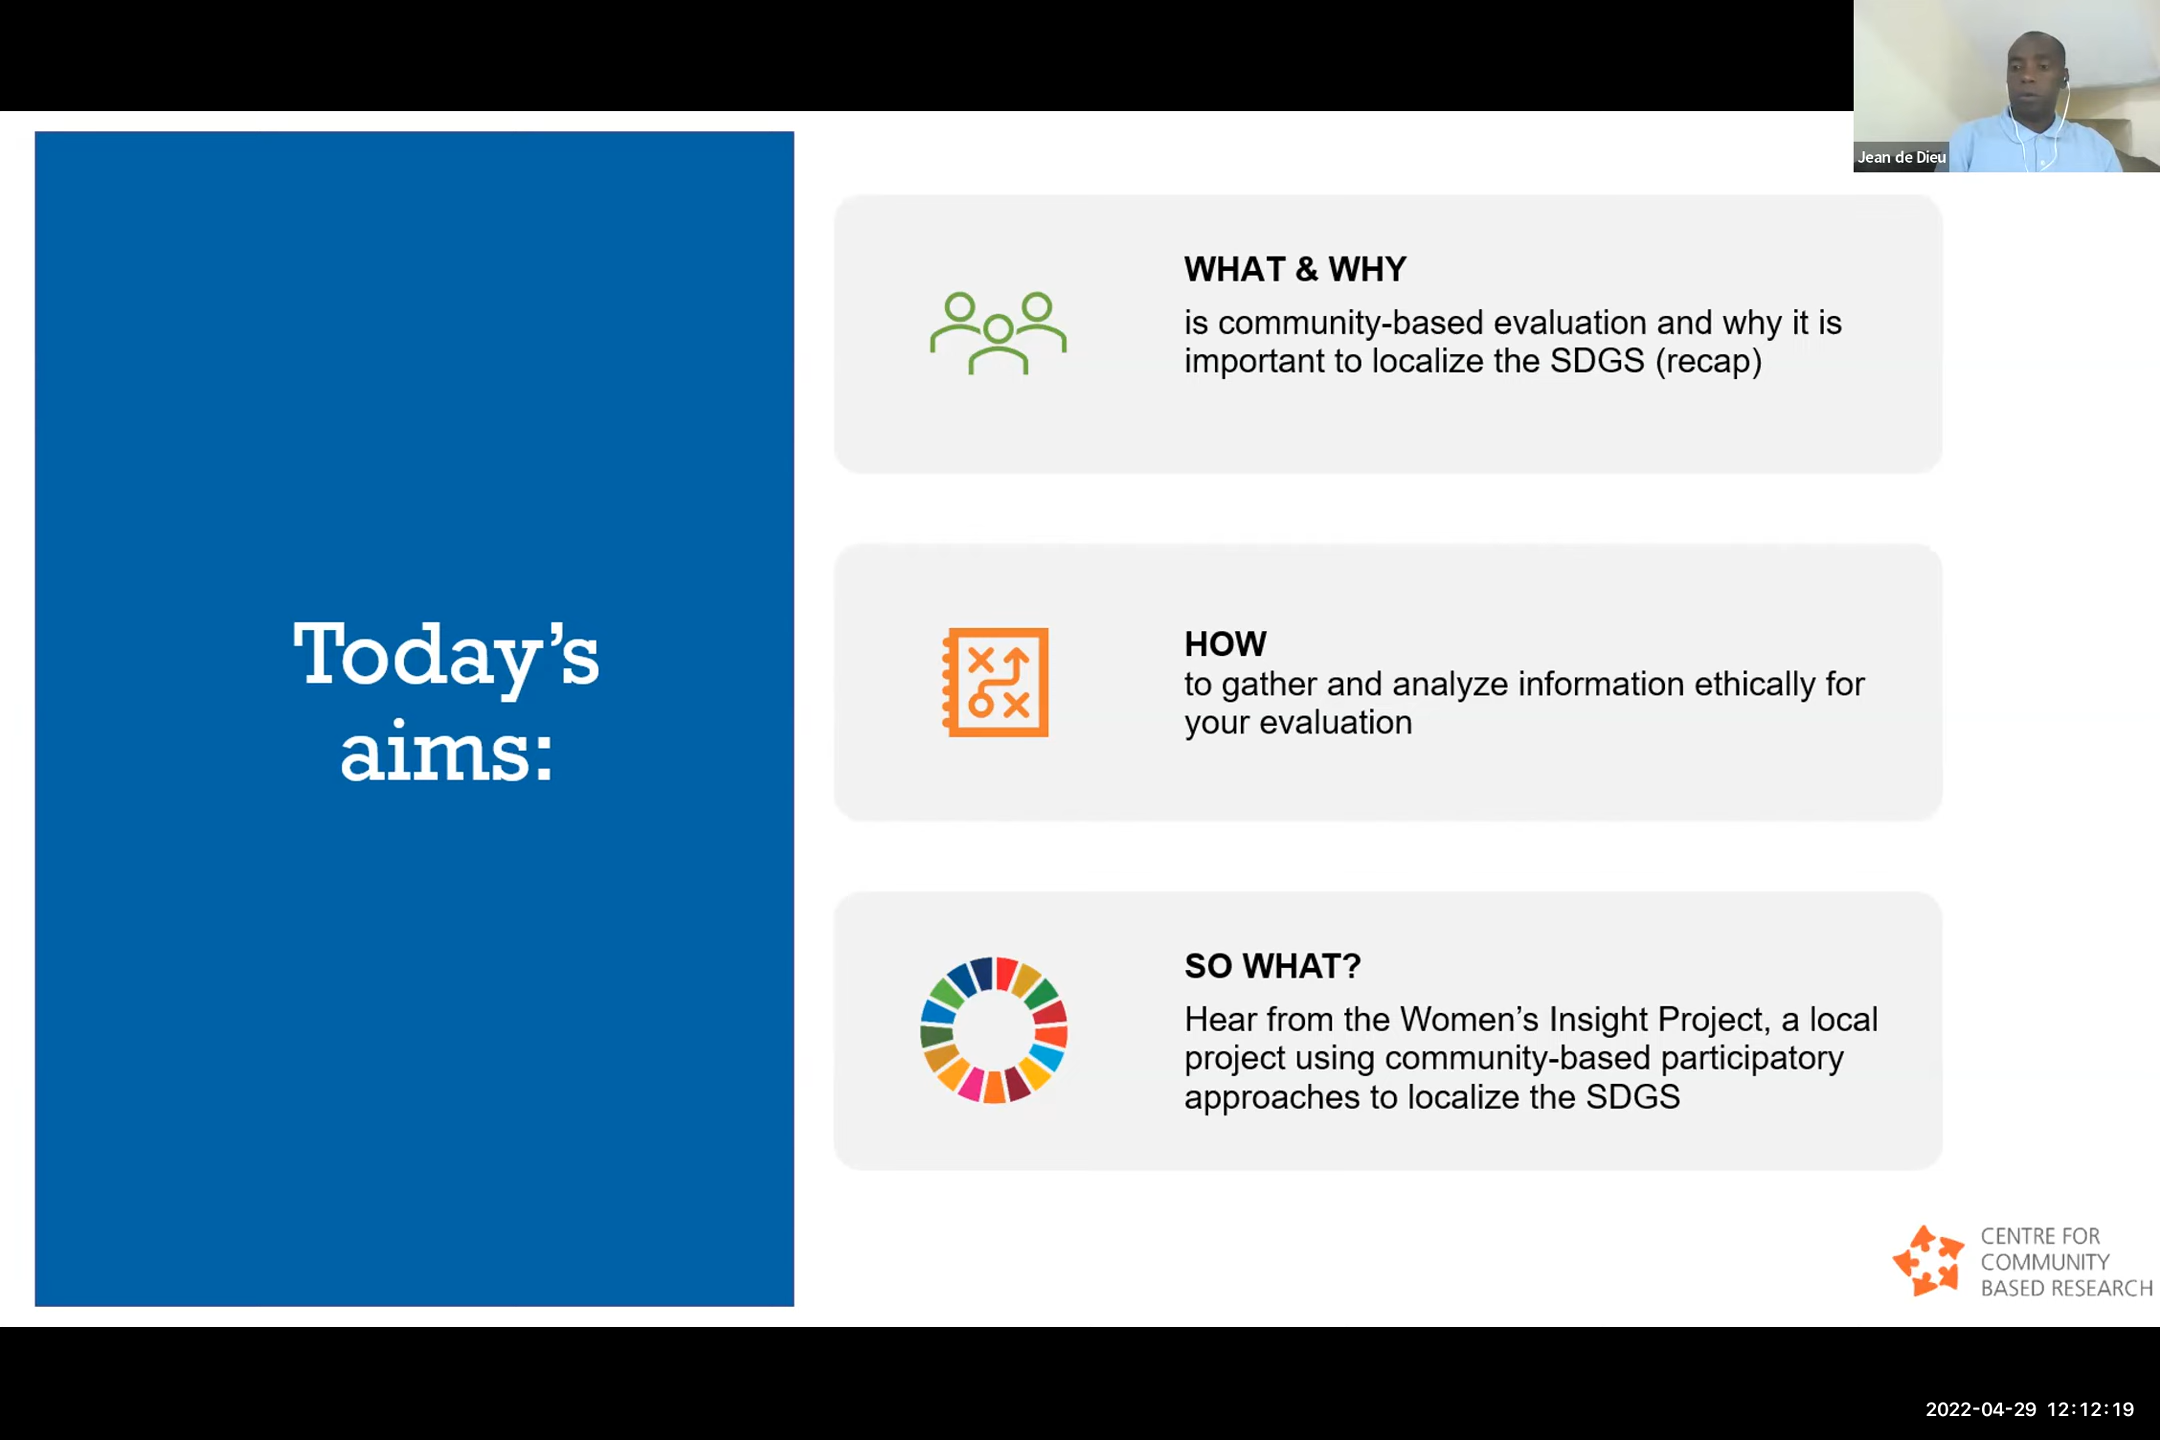 Jean de Dieu
Today’s
aims:
WHAT & WHY
is community-based evaluation and why it is
important to localize the SDGS (recap)
HOW
to gather and analyze information ethically for
your evaluation
SO WHAT?
Hear from the Women’s Insight Project, a local
project using community-based participatory
approaches to localize the SDGS
CENTRE FOR
COMMUNITY
BASED RESEARCH
2022-04-29 12:12:19